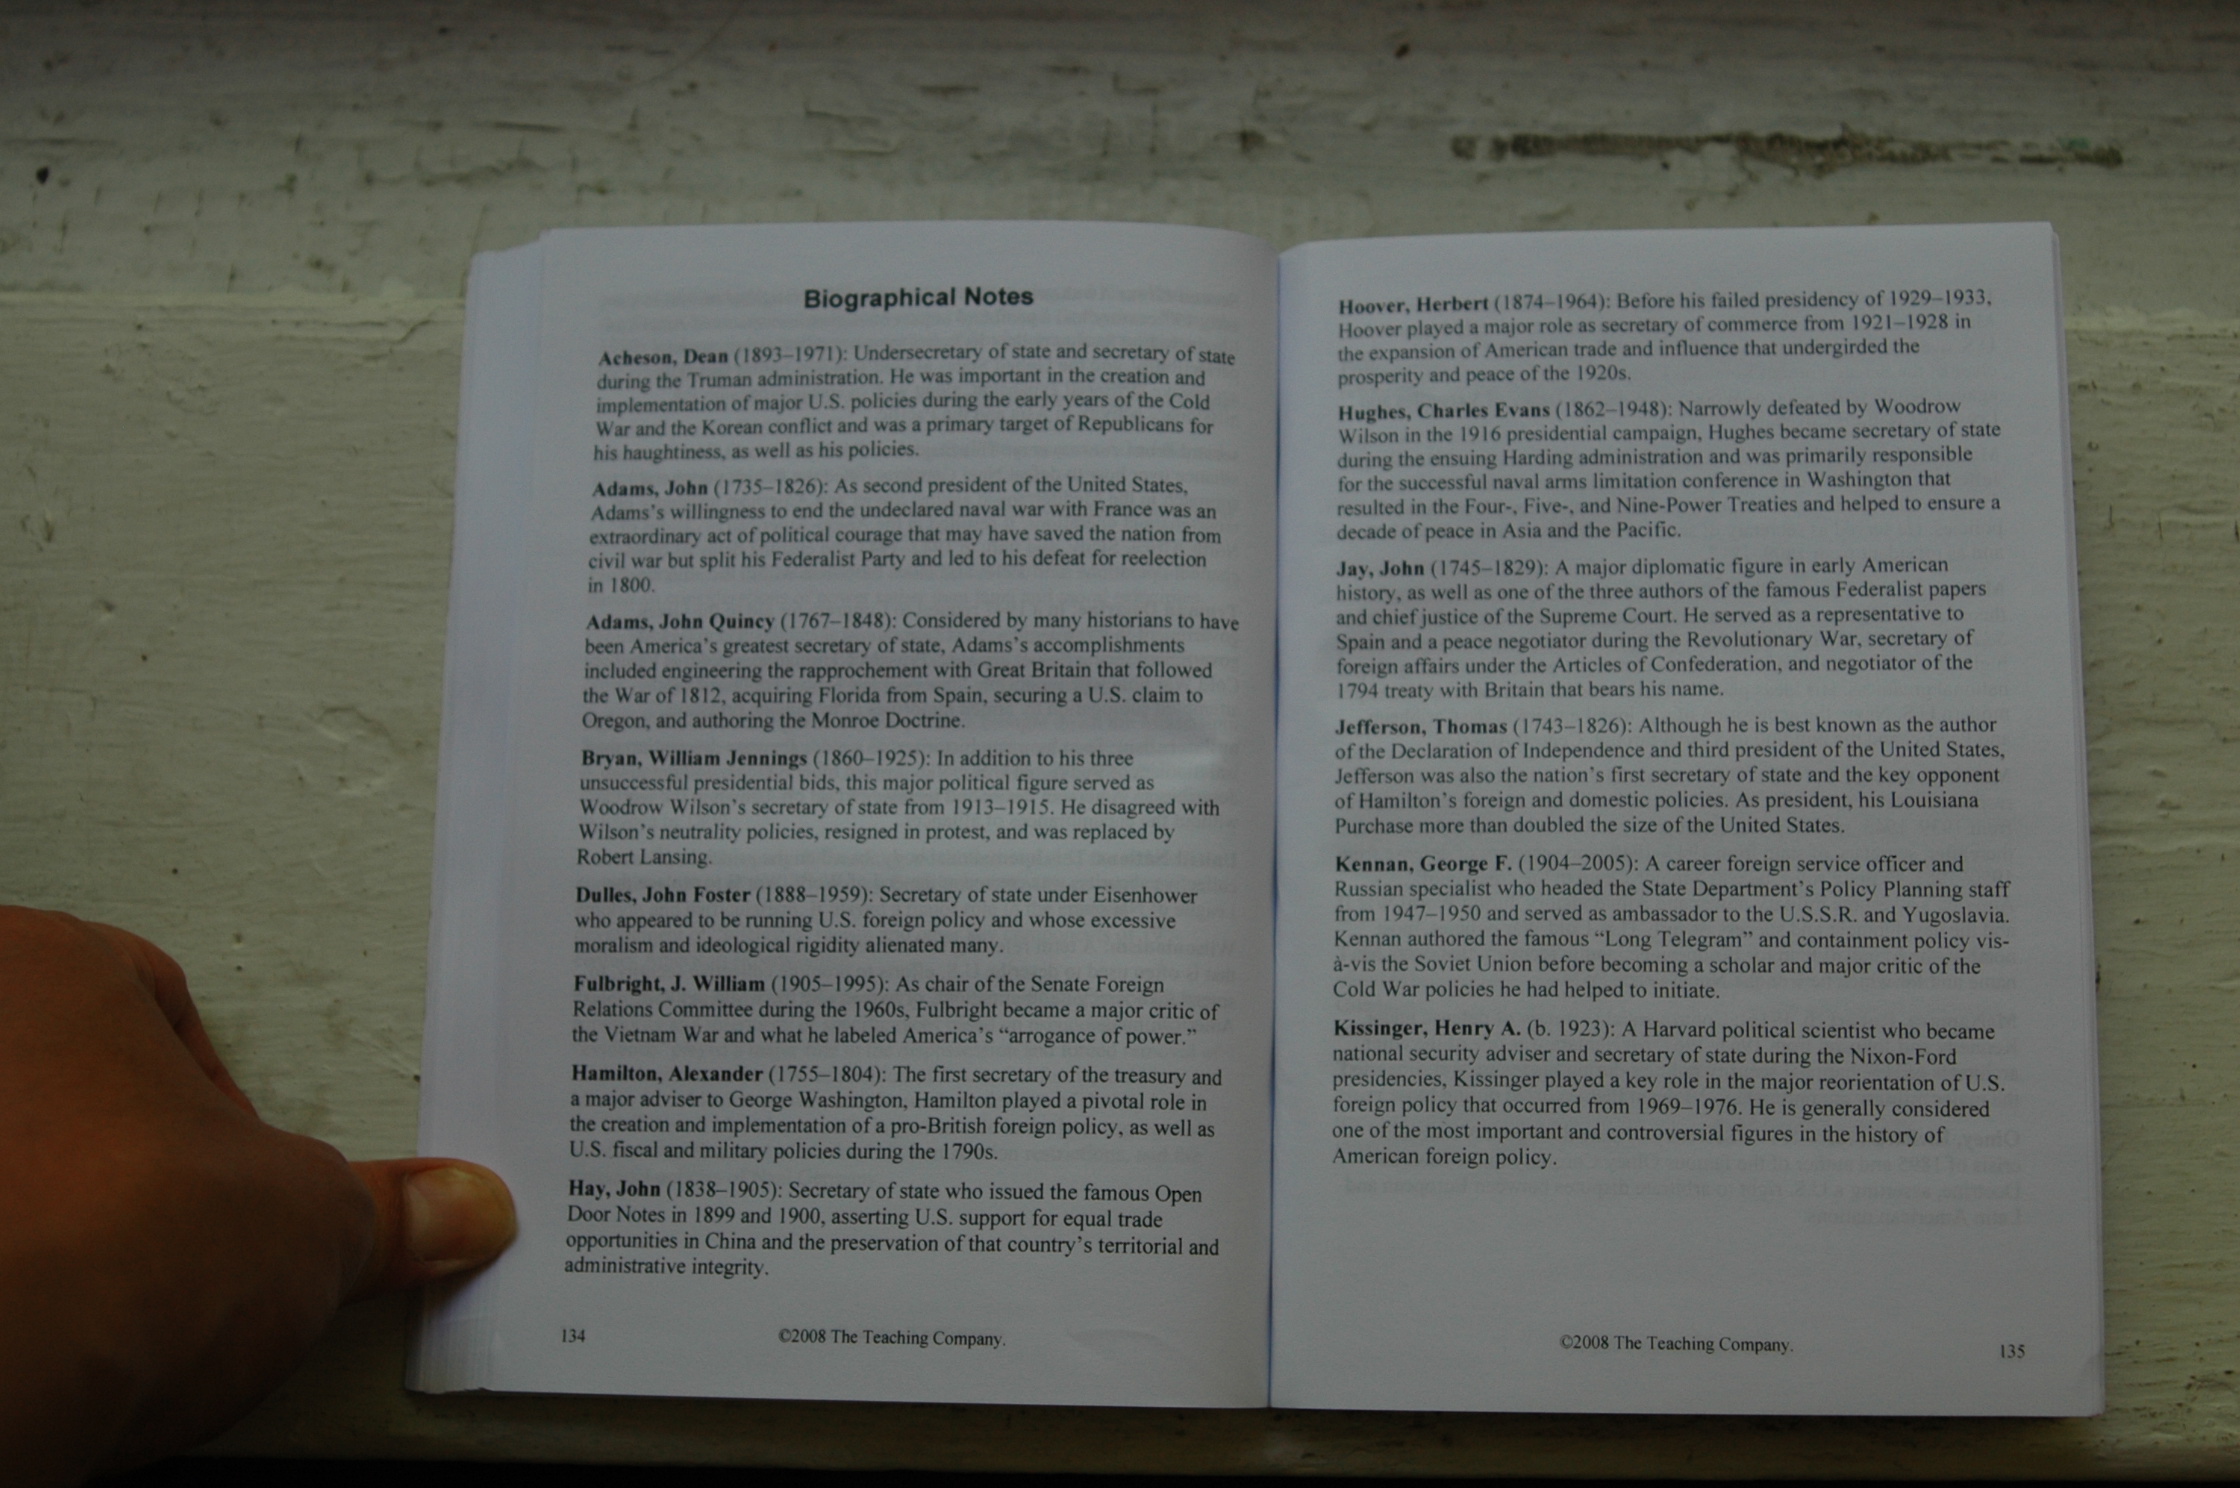 Biographical Notes
Acheson, Dean (1893–1971): Undersecretary of state and secretary of state
during the Truman administration. He was important in the creation and
implementation of major U.S. policies during the early years of the Cold
War and the Korean conflict and was a primary target of Republicans for
his haughtiness, as well as his policies.
Adams, John (1735–1826): As second president of the United States,
Adams's willingness to end the undeclared naval war with France was an
extraordinary act of political courage that may have saved the nation from
civil war but split his Federalist Party and led to his defeat for reelection
in 1800.
Adams, John Quincy (1767–1848): Considered by many historians to have
been America's greatest secretary of state, Adams's accomplishments
included engineering the rapprochement with Great Britain that followed
the War of 1812, acquiring Florida from Spain, securing a U.S. claim to
Oregon, and authoring the Monroe Doctrine.
Bryan, William Jennings (1860–1925): In addition to his three
unsuccessful presidential bids, this major political figure served as
Woodrow Wilson's secretary of state from 1913–1915. He disagreed with
Wilson's neutrality policies, resigned in protest, and was replaced by
Robert Lansing.
Dulles, John Foster (1888–1959): Secretary of state under Eisenhower
who appeared to be running U.S. foreign policy and whose excessive
moralism and ideological rigidity alienated many.
Fulbright, J. William (1905–1995): As chair of the Senate Foreign
Relations Committee during the 1960s, Fulbright became a major critic of
the Vietnam War and what he labeled America's “arrogance of power.”
Hamilton, Alexander (1755–1804): The first secretary of the treasury and
a major adviser to George Washington, Hamilton played a pivotal role in
the creation and implementation of a pro-British foreign policy, as well as
U.S. fiscal and military policies during the 1790s.
Hay, John (1838–1905): Secretary of state who issued the famous Open
Door Notes in 1899 and 1900, asserting U.S. support for equal trade
opportunities in China and the preservation of that country's territorial and
administrative integrity.
134
©2008 The Teaching Company.
Hoover, Herbert (1874–1964): Before his failed presidency of 1929–1933,
Hoover played a major role as secretary of commerce from 1921–1928 in
the expansion of American trade and influence that undergirded the
prosperity and peace of the 1920s.
Hughes, Charles Evans (1862–1948): Narrowly defeated by Woodrow
Wilson in the 1916 presidential campaign, Hughes became secretary of state
during the ensuing Harding administration and was primarily responsible
for the successful naval arms limitation conference in Washington that
resulted in the Four-, Five-, and Nine-Power Treaties and helped to ensure a
decade of peace in Asia and the Pacific.
Jay, John (1745–1829): A major diplomatic figure in early American
history, as well as one of the three authors of the famous Federalist papers
and chief justice of the Supreme Court. He served as a representative to
Spain and a peace negotiator during the Revolutionary War, secretary of
foreign affairs under the Articles of Confederation, and negotiator of the
1794 treaty with Britain that bears his name.
Jefferson, Thomas (1743–1826): Although he is best known as the author
of the Declaration of Independence and third president of the United States,
Jefferson was also the nation's first secretary of state and the key opponent
of Hamilton's foreign and domestic policies. As president, his Louisiana
Purchase more than doubled the size of the United States.
Kennan, George F. (1904–2005): A career foreign service officer and
Russian specialist who headed the State Department's Policy Planning staff
from 1947–1950 and served as ambassador to the U.S.S.R. and Yugoslavia.
Kennan authored the famous “Long Telegram” and containment policy vis-
à-vis the Soviet Union before becoming a scholar and major critic of the
Cold War policies he had helped to initiate.
Kissinger, Henry A. (b. 1923): A Harvard political scientist who became
national security adviser and secretary of state during the Nixon-Ford
presidencies, Kissinger played a key role in the major reorientation of U.S.
foreign policy that occurred from 1969–1976. He is generally considered
one of the most important and controversial figures in the history of
American foreign policy.
©2008 The Teaching Company.
135